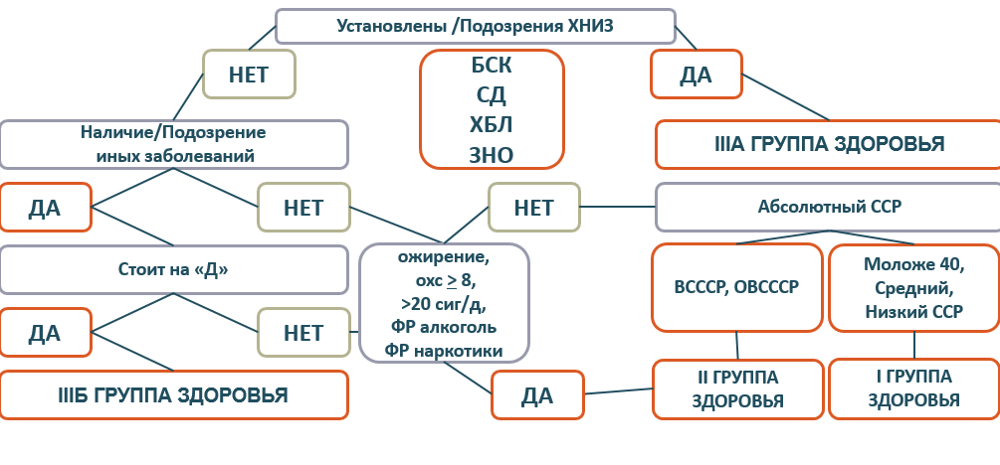 Установлены /Подозрения ХНИЗ
НЕТ
БСК
СД
ХБЛ
ЗНО
ДА
Наличие/Подозрение
иных заболеваний
IIIА ГРУППА ЗДОРОВЬЯ
ДА
НЕТ
НЕТ
Абсолютный ССР
Стоит на «Д»
ожирение,
охс ≥ 8,
>20 сиг/д,
ФР алкоголь
ФР наркотики
ВСССР, ОВСССР
Моложе 40,
Средний,
Низкий ССР
ДА
НЕТ
IIIБ ГРУППА ЗДОРОВЬЯ
ДА
II ГРУППА
ЗДОРОВЬЯ
I ГРУППА
ЗДОРОВЬЯ